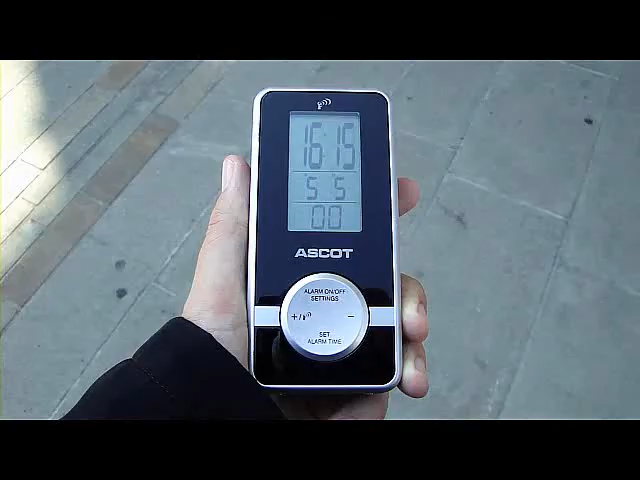 16 15
5 5
00
ASCOT
ALARM ON/OFF
SETTINGS
+/ −
SET
ALARM TIME